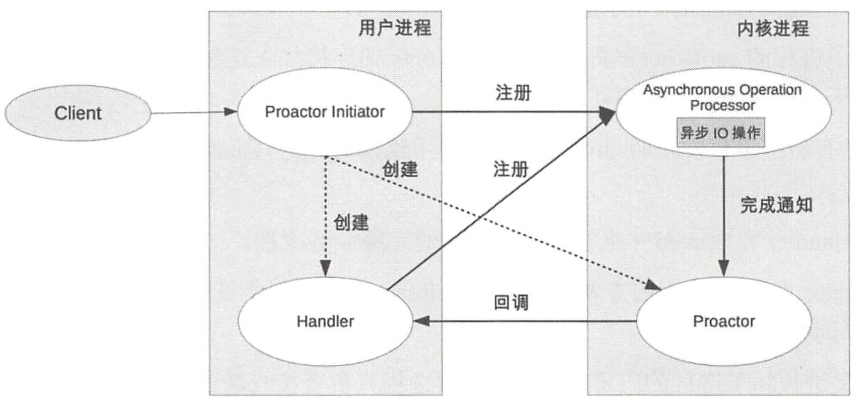 用户进程
内核进程
Client
Proactor Initiator
注册
Asynchronous Operation
Processor
异步 IO 操作
创建
注册
创建
完成通知
Handler
回调
Proactor